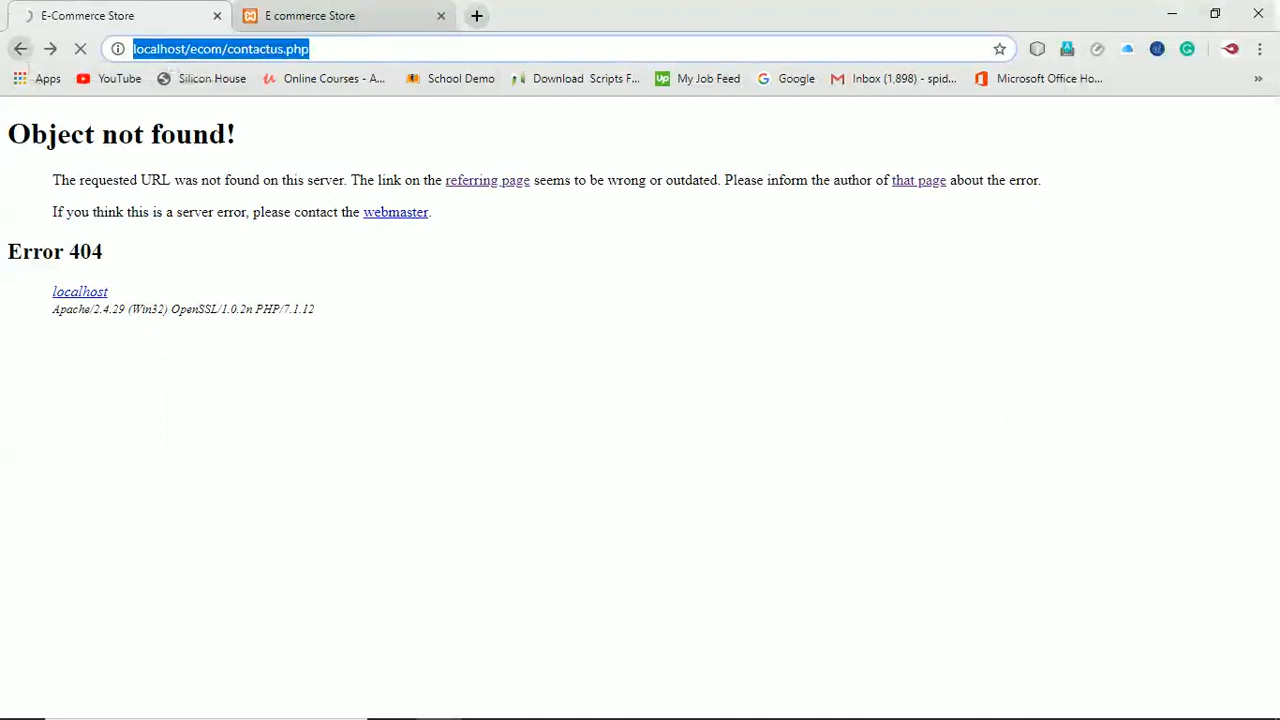 E-Commerce Store
E commerce Store
localhost/ecom/contactus.php
Apps YouTube Silicon House Online Courses - A... School Demo Download Scripts F... Up My Job Feed Google Inbox (1,898) - spid... Microsoft Office Ho... »
Object not found!
The requested URL was not found on this server. The link on the referring page seems to be wrong or outdated. Please inform the author of that page about the error.
If you think this is a server error, please contact the webmaster.
Error 404
localhost
Apache/2.4.29 (Win32) OpenSSL/1.0.2n PHP/7.1.12